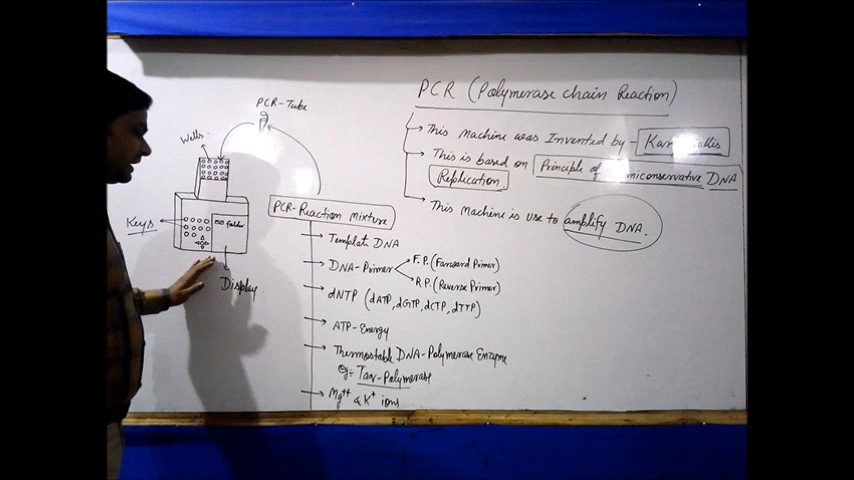 PCR (Polymerase chain Reaction)
This Machine was Invented by - Kary Mullis
This is based on Principle of Semiconservative DNA
Replication.
This Machine is use to amplify DNA.
PCR-Tube
Wells.
Keys
Folder
Display
PCR-Reaction Mixture
Template DNA
DNA-Primer
F.P. (Forward Primer)
R.P. (Reverse Primer)
dNTP (dATP, dGTP, dCTP, dTTP)
ATP-Energy
Thermostable DNA-Polymerase Enzyme
eg:- Taq-Polymerase
Mg++ & K+ ions